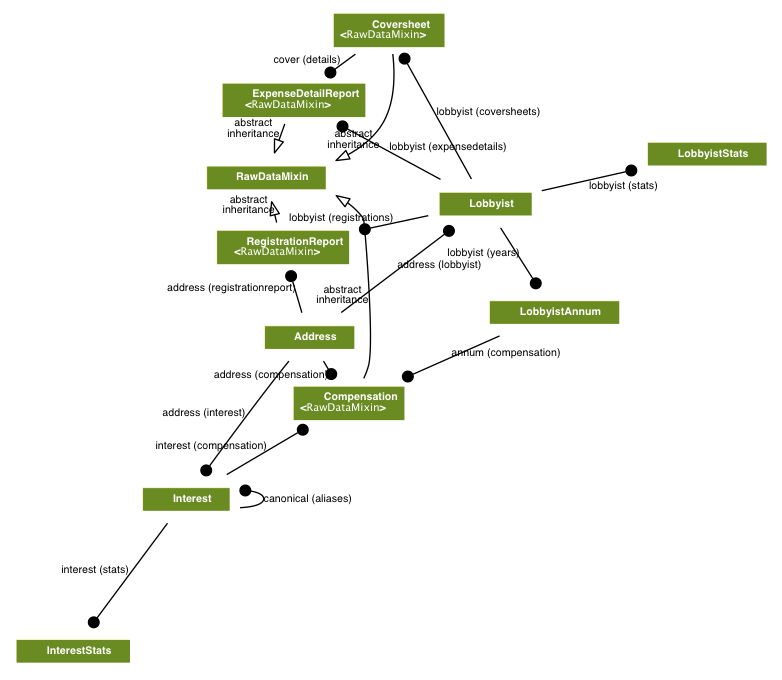 Coversheet
<RawDataMixin>
cover (details)
ExpenseDetailReport
<RawDataMixin>
lobbyist (coversheets)
abstract
inheritance
abstract
inheritance
lobbyist (expensedetails)
LobbyistStats
RawDataMixin
lobbyist (stats)
abstract
inheritance
Lobbyist
lobbyist (registrations)
RegistrationReport
<RawDataMixin>
lobbyist (years)
address (lobbyist)
address (registrationreport)
abstract
inheritance
LobbyistAnnum
Address
annum (compensation)
address (compensation)
Compensation
<RawDataMixin>
address (interest)
interest (compensation)
Interest
canonical (aliases)
interest (stats)
InterestStats